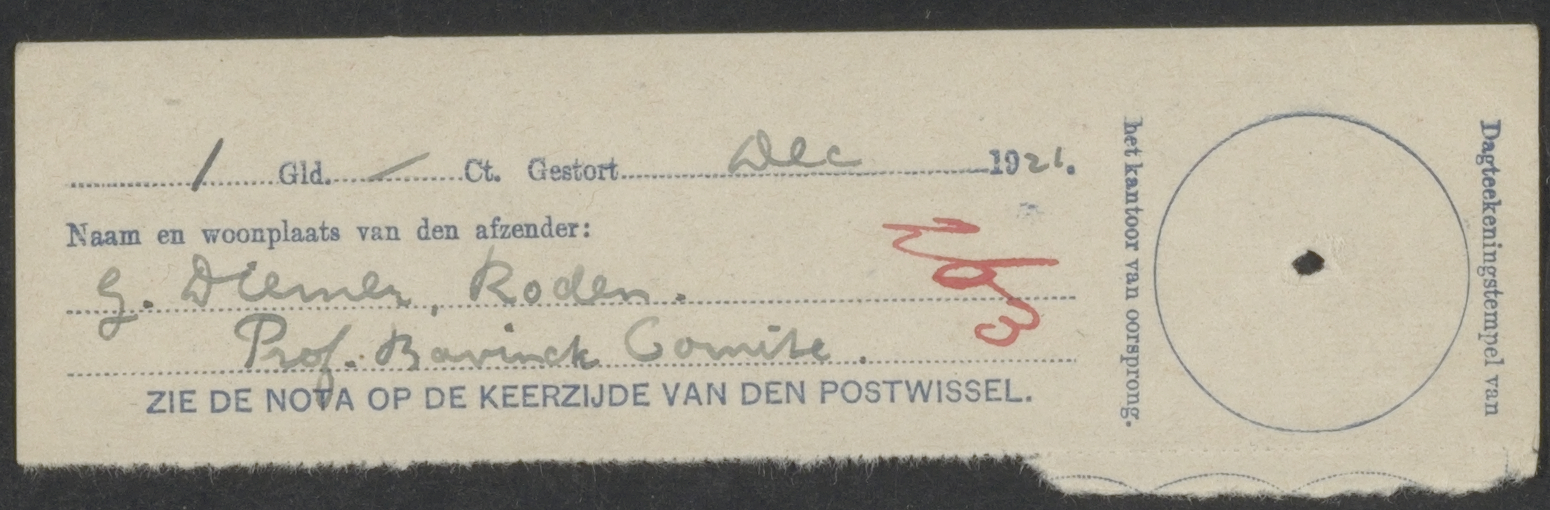 1 Gld. — Ct. Gestort Dec 1921.
Naam en woonplaats van den afzender:
G. Diemer, Roden.
Prof. Bavinck Comite.
ZIE DE NOTA OP DE KEERZIJDE VAN DEN POSTWISSEL.
Dagteekeningstempel van
het kantoor van oorsprong.